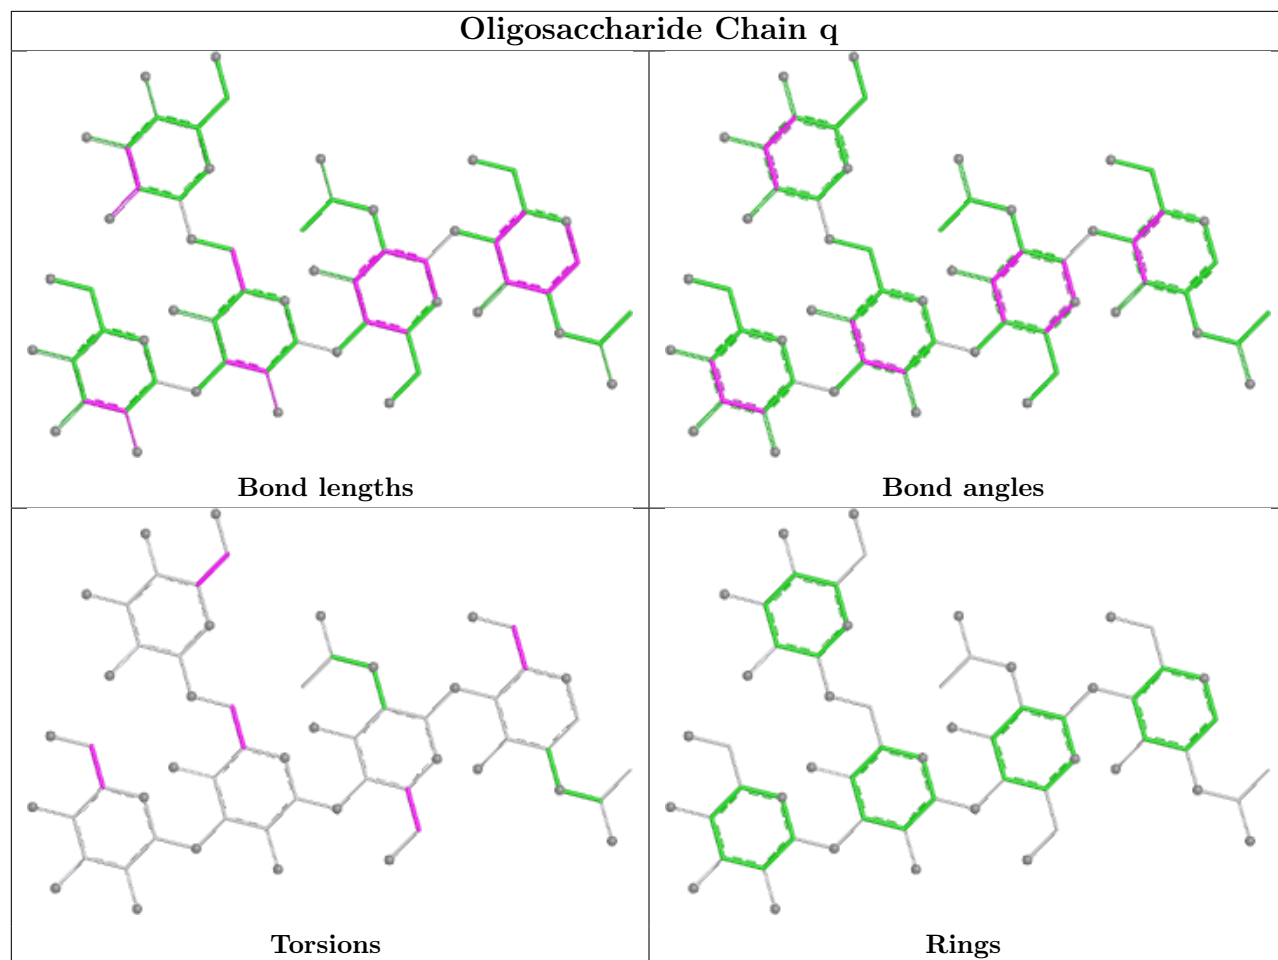 Oligosaccharide Chain q
Bond lengths
Bond angles
Torsions
Rings